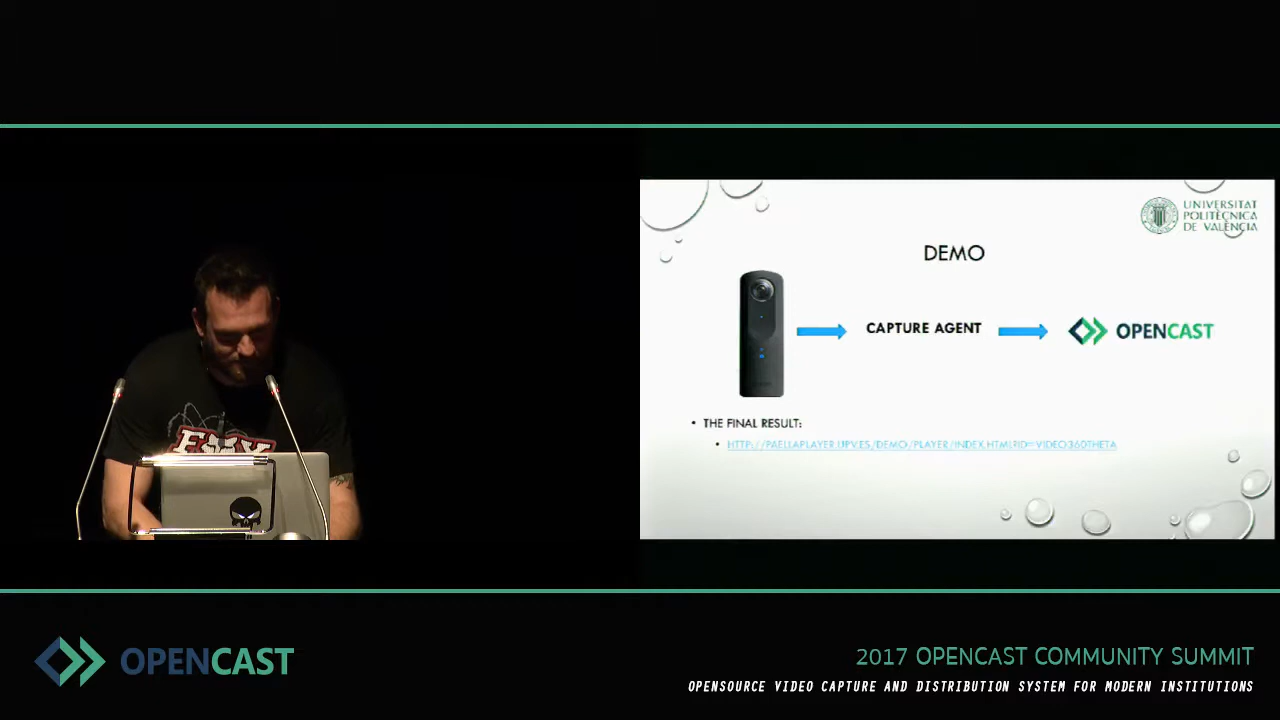 UNIVERSITAT
POLITÈCNICA
DE VALÈNCIA
DEMO
CAPTURE AGENT
OPENCAST
• THE FINAL RESULT:
• HTTP://PAELLAPLAYER.UPV.ES/DEMO/PLAYER/INDEX.HTML?ID=VIDEO360THETA
OPENCAST
2017 OPENCAST COMMUNITY SUMMIT
OPENSOURCE VIDEO CAPTURE AND DISTRIBUTION SYSTEM FOR MODERN INSTITUTIONS